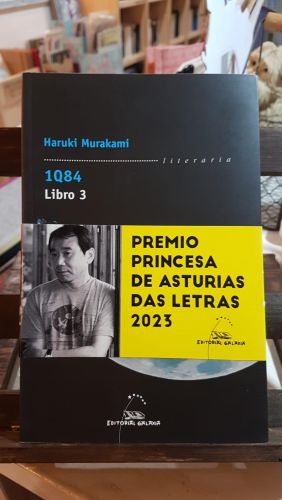 Haruki Murakami
literaria
1Q84
Libro 3
PREMIO
PRINCESA
DE ASTURIAS
DAS LETRAS
2023
EDITORIAL GALAXIA
EDITORIAL GALAXIA